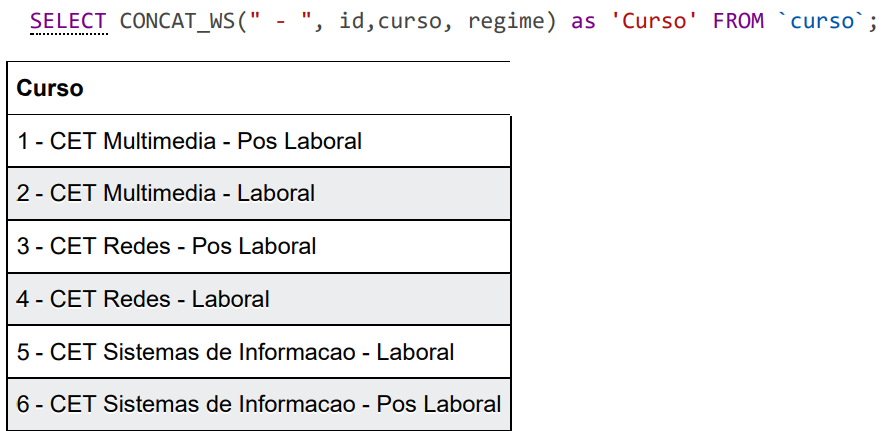 SELECT CONCAT_WS(" - ", id,curso, regime) as 'Curso' FROM `curso`;
Curso
1 - CET Multimedia - Pos Laboral
2 - CET Multimedia - Laboral
3 - CET Redes - Pos Laboral
4 - CET Redes - Laboral
5 - CET Sistemas de Informacao - Laboral
6 - CET Sistemas de Informacao - Pos Laboral